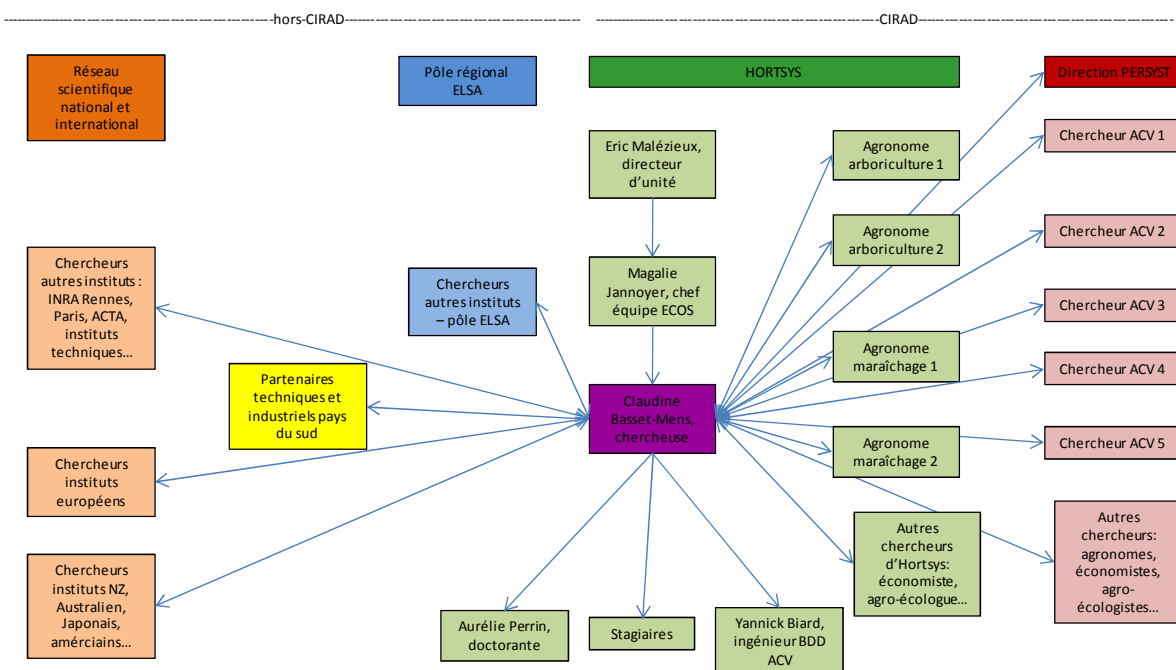 hors-CIRAD
CIRAD
Réseau
scientifique
national et
international
Pôle régional
ELSA
HORTSYS
Direction PERSYST
Eric Malézieux,
directeur
d'unité
Agronome
arboriculture 1
Chercheur ACV 1
Agronome
arboriculture 2
Chercheur ACV 2
Chercheurs
autres instituts :
INRA Rennes,
Paris, ACTA,
instituts
techniques…
Chercheurs
autres instituts
– pôle ELSA
Magalie
Jannoyer, chef
équipe ECOS
Chercheur ACV 3
Agronome
maraîchage 1
Chercheur ACV 4
Partenaires
techniques et
industriels pays
du sud
Claudine
Basset-Mens,
chercheuse
Agronome
maraîchage 2
Chercheur ACV 5
Chercheurs
instituts
européens
Autres
chercheurs
d'Hortsys:
économiste,
agro-écologue…
Autres
chercheurs:
agronomes,
économistes,
agro-
écologistes…
Chercheurs
instituts NZ,
Australien,
Japonais,
amérciains…
Aurélie Perrin,
doctorante
Stagiaires
Yannick Biard,
ingénieur BDD
ACV